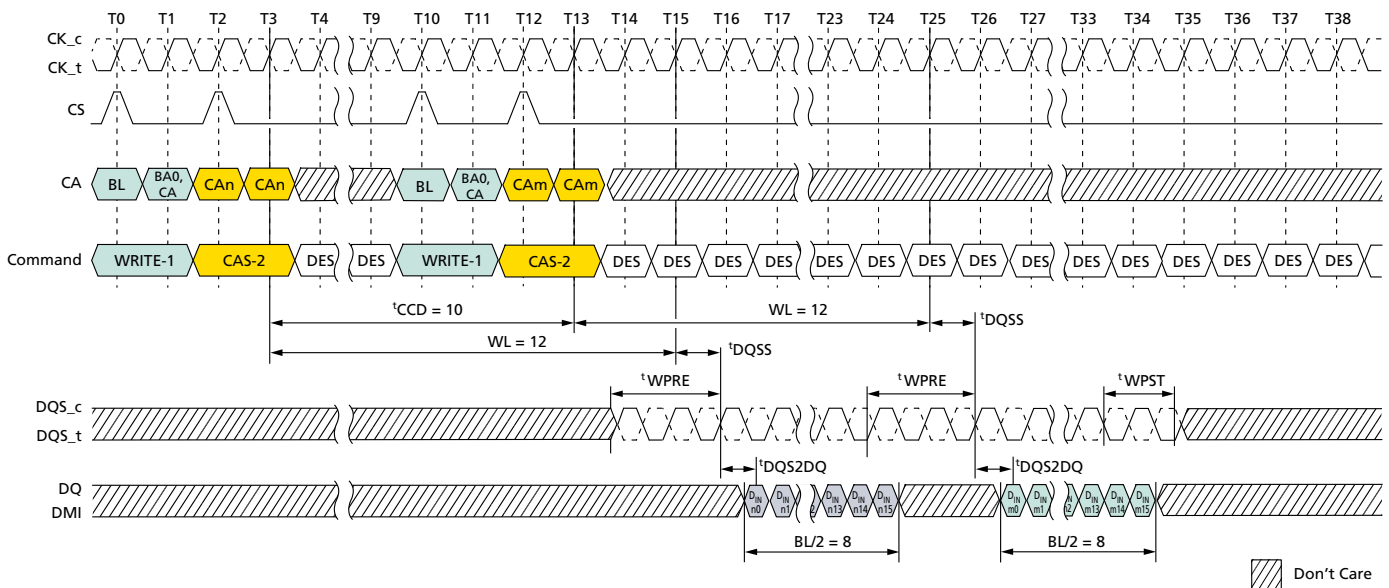 T0 T1 T2 T3 T4 T9 T10 T11 T12 T13 T14 T15 T16 T17 T22 T23 T24 T25 T26 T27 T32 T33 T34 T35 T36 T37 T38
CK_c
CK_t
CS
CA BL BA0, CA CAn CAn BL BA0, CA CAm CAm
Command WRITE-1 CAS-2 DES DES WRITE-1 CAS-2 DES DES DES DES DES DES DES DES DES DES DES DES DES DES DES
tCCD = 10 WL = 12 tDQSS
WL = 12 tDQSS
tWPRE tWPRE tWPST
DQS_c
DQS_t
tDQS2DQ tDQS2DQ
DQ
DMI
DIN n0 DIN n1 DIN n13 DIN n14 DIN n15 DIN m0 DIN m1 DIN m13 DIN m14 DIN m15
BL/2 = 8 BL/2 = 8
Don't Care